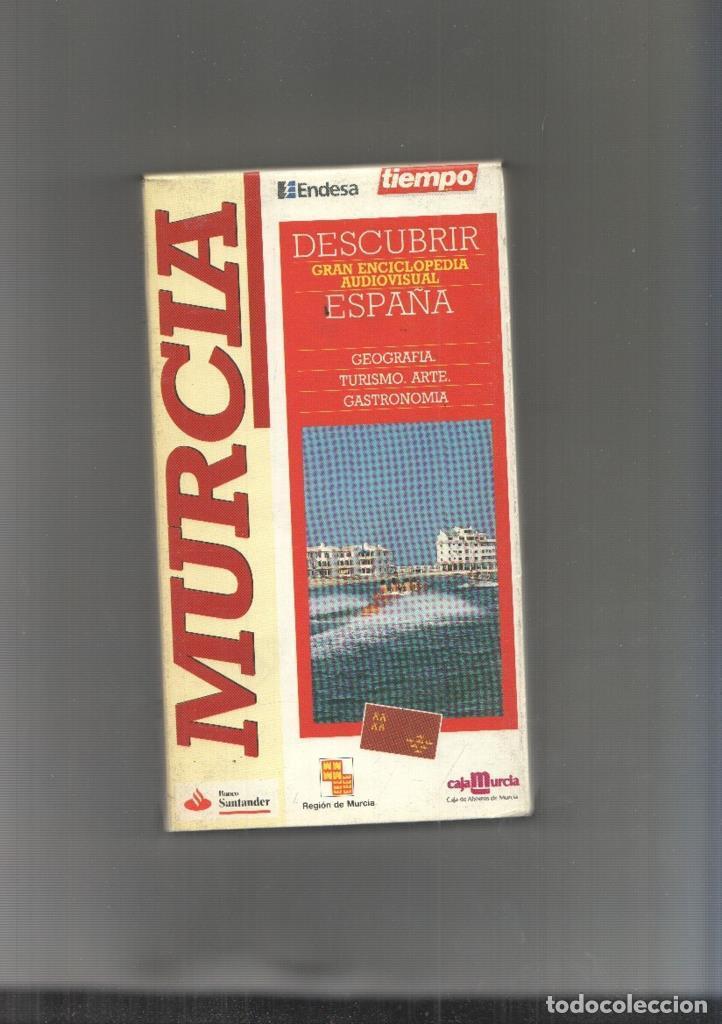 MURCIA
Endesa
tiempo
DESCUBRIR
GRAN ENCICLOPEDIA
AUDIOVISUAL
ESPAÑA
GEOGRAFIA.
TURISMO. ARTE.
GASTRONOMIA
Banco
Santander
Región de Murcia
cajaMurcia
Caja de Ahorros de Murcia
todocoleccion